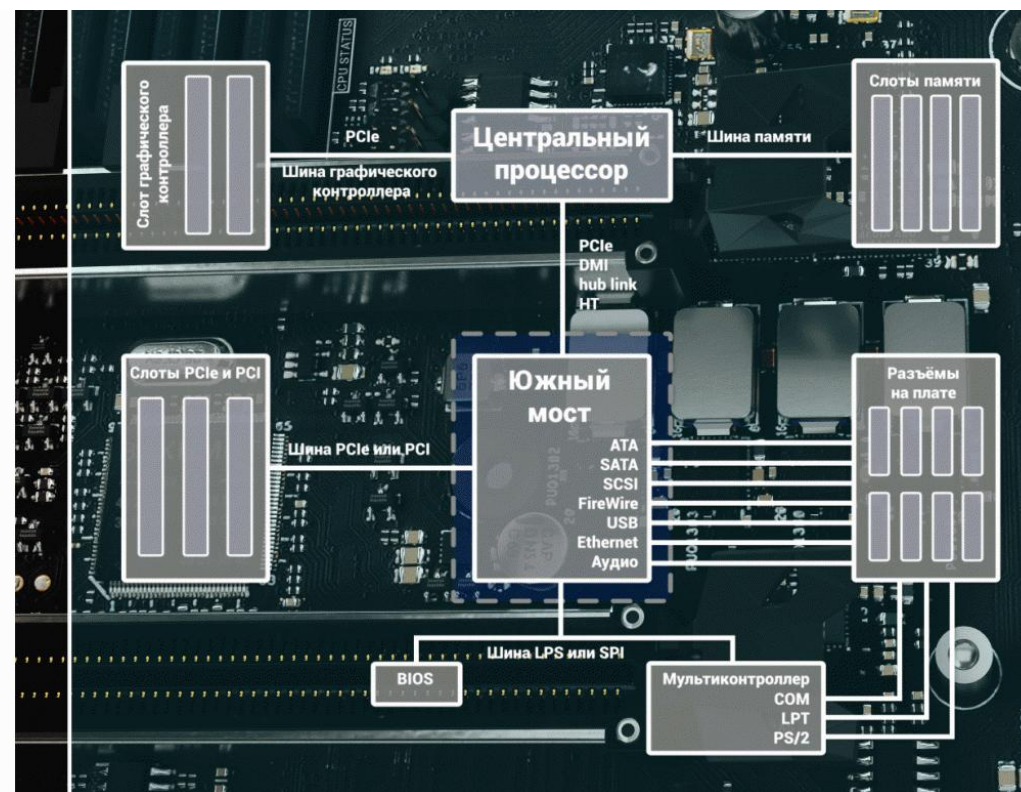 CPU STATUS
Слот графического
контроллера
PCIe
Шина графического
контроллера
Центральный
процессор
Шина памяти
Слоты памяти
PCIe
DMI
hub link
HT
Слоты PCIe и PCI
Шина PCIe или PCI
Южный
мост
ATA
SATA
SCSI
FireWire
USB
Ethernet
Аудио
Разъёмы
на плате
Шина LPS или SPI
BIOS
Мультиконтроллер
COM
LPT
PS/2